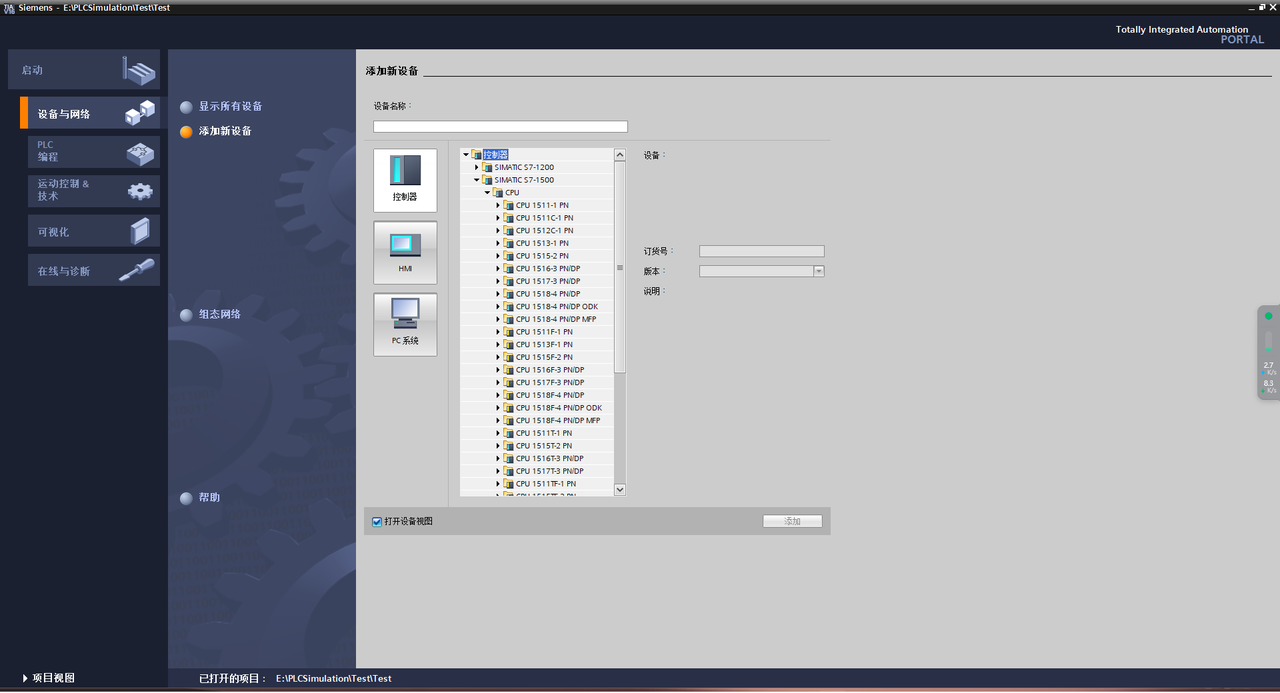 Siemens - E:\PLCSimulation\Test\Test
Totally Integrated Automation
PORTAL
启动
设备与网络
PLC
编程
运动控制 &
技术
可视化
在线与诊断
显示所有设备
添加新设备
组态网络
帮助
添加新设备
设备名称：
控制器
HMI
PC 系统
控制器
SIMATIC S7-1200
SIMATIC S7-1500
CPU
CPU 1511-1 PN
CPU 1511C-1 PN
CPU 1512C-1 PN
CPU 1513-1 PN
CPU 1515-2 PN
CPU 1516-3 PN/DP
CPU 1517-3 PN/DP
CPU 1518-4 PN/DP
CPU 1518-4 PN/DP ODK
CPU 1518-4 PN/DP MFP
CPU 1511F-1 PN
CPU 1513F-1 PN
CPU 1515F-2 PN
CPU 1516F-3 PN/DP
CPU 1517F-3 PN/DP
CPU 1518F-4 PN/DP
CPU 1518F-4 PN/DP ODK
CPU 1518F-4 PN/DP MFP
CPU 1511T-1 PN
CPU 1515T-2 PN
CPU 1516T-3 PN/DP
CPU 1517T-3 PN/DP
CPU 1511TF-1 PN
CPU 1515TF-2 PN
设备：
订货号：
版本：
说明：
打开设备视图
添加
2.7
K/s
8.3
K/s
项目视图
已打开的项目： E:\PLCSimulation\Test\Test